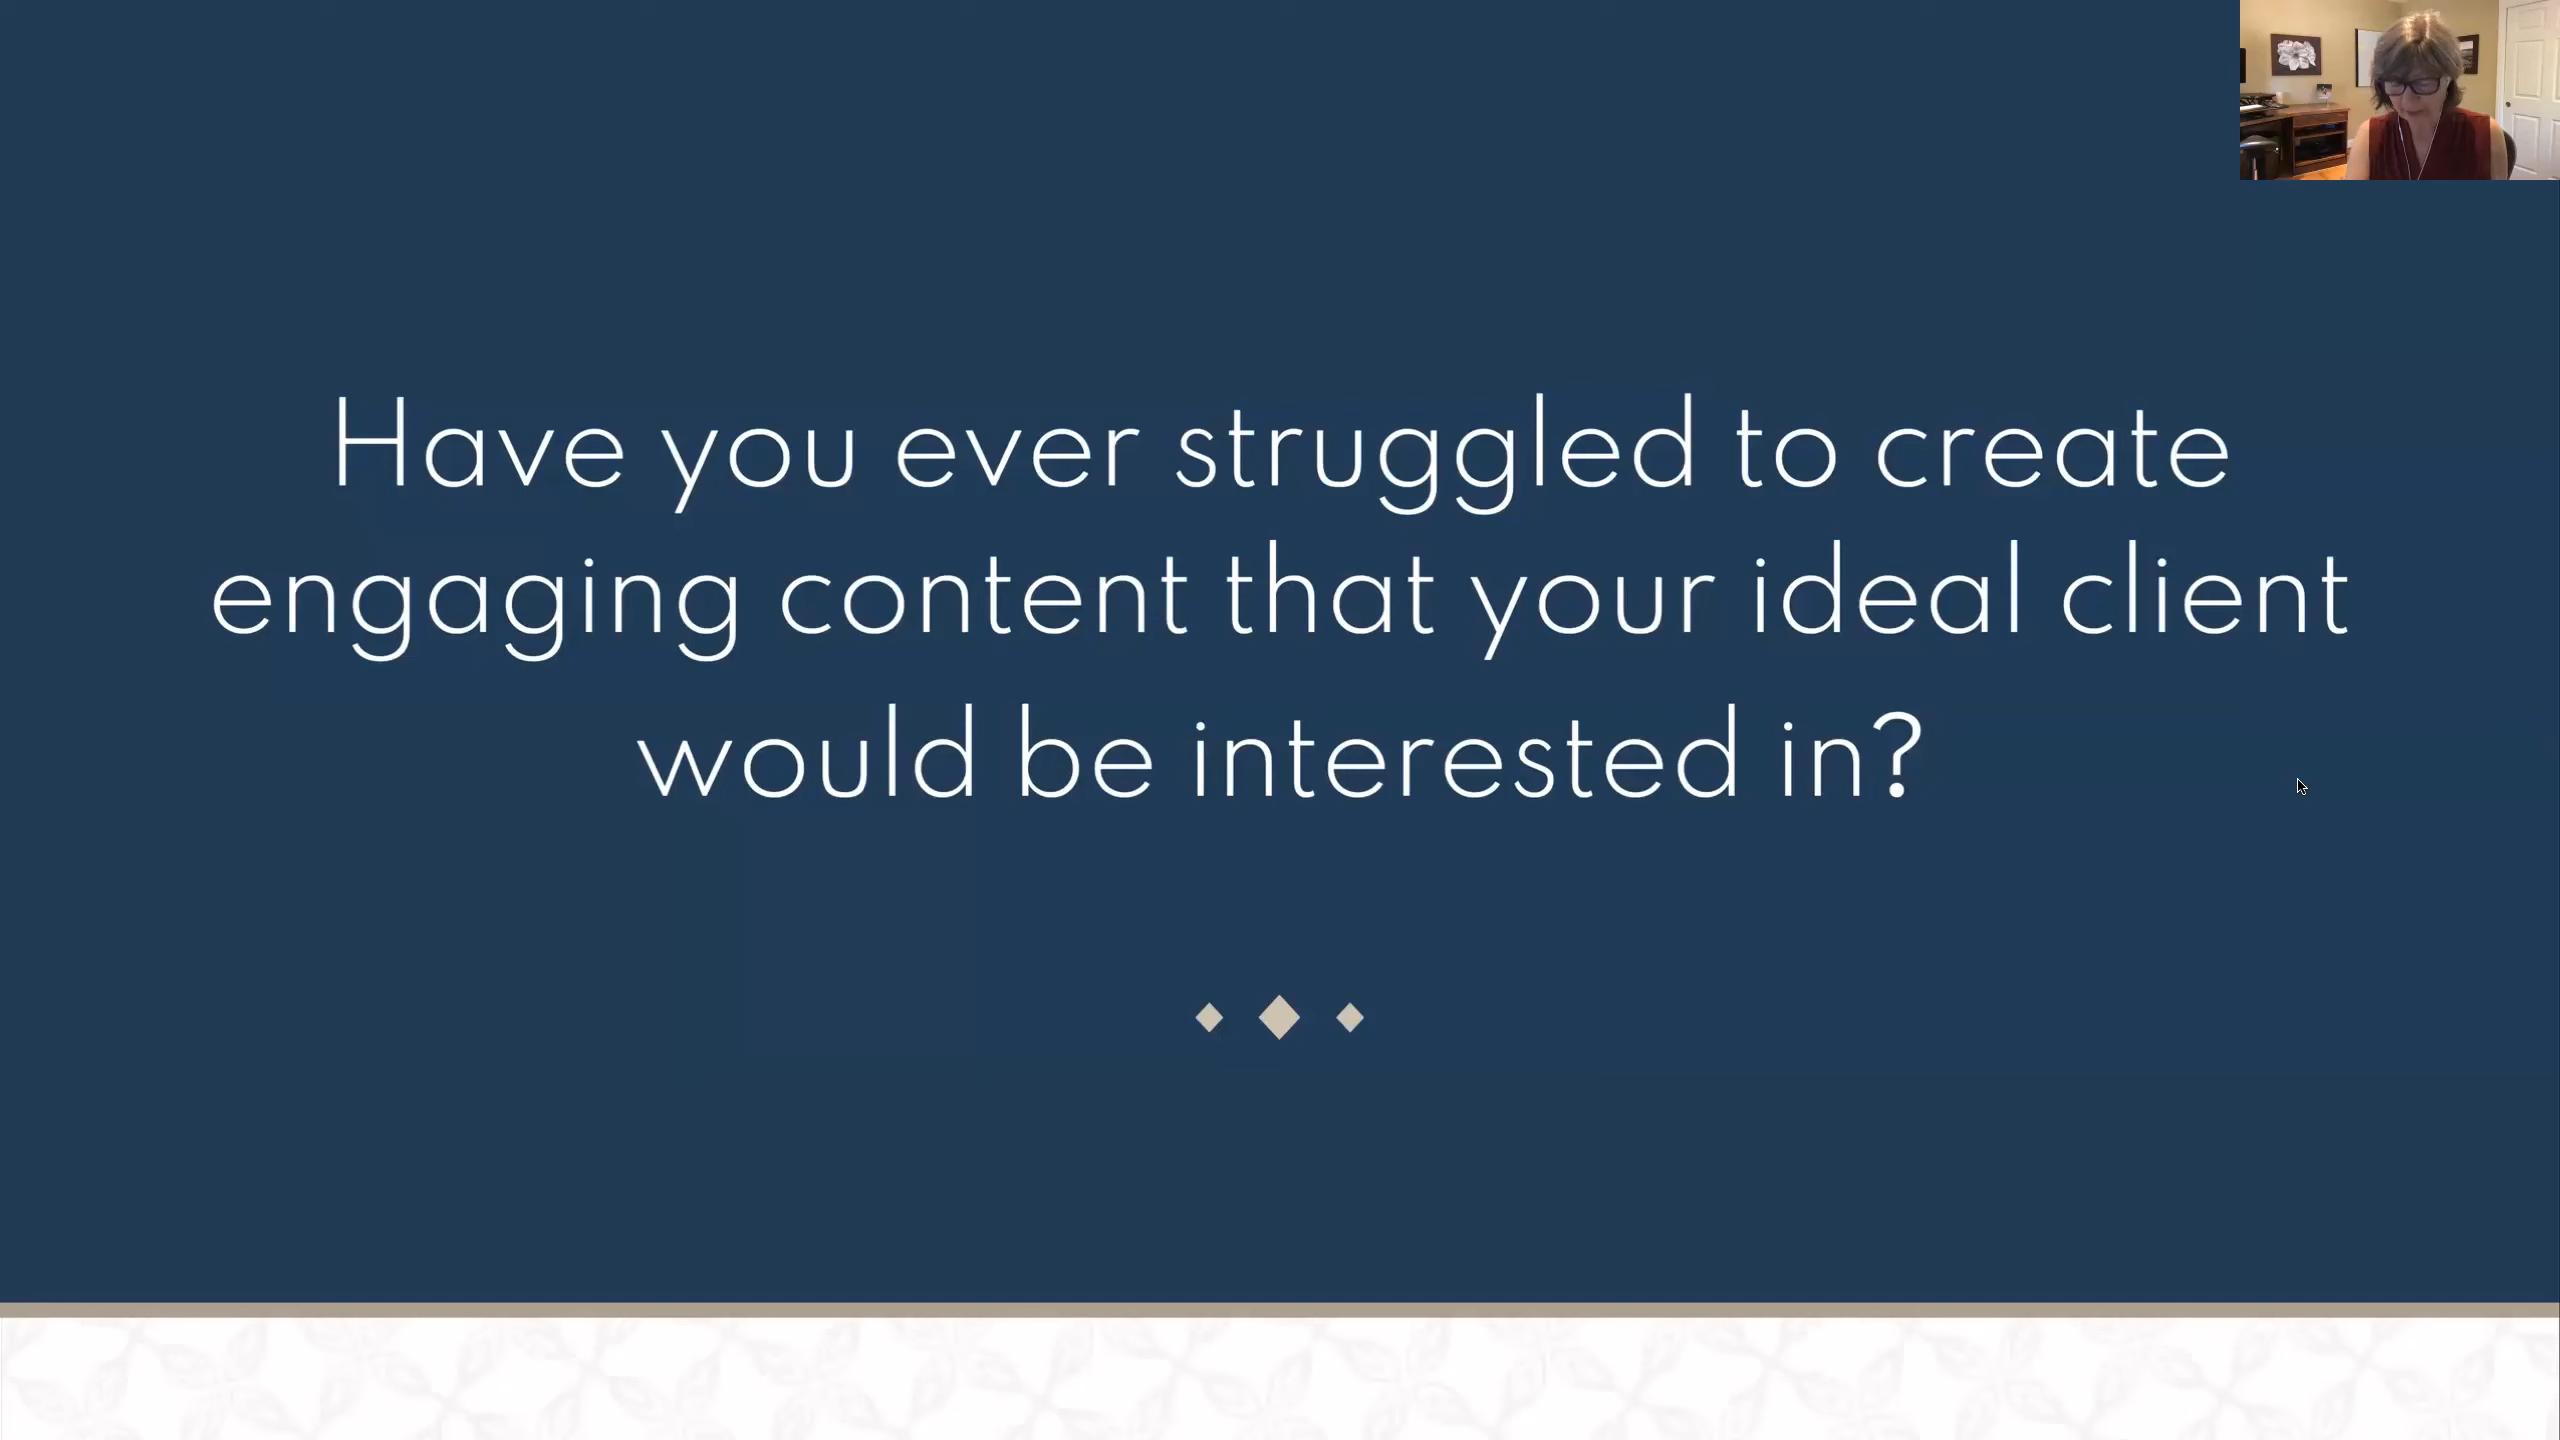 Have you ever struggled to create
engaging content that your ideal client
would be interested in?